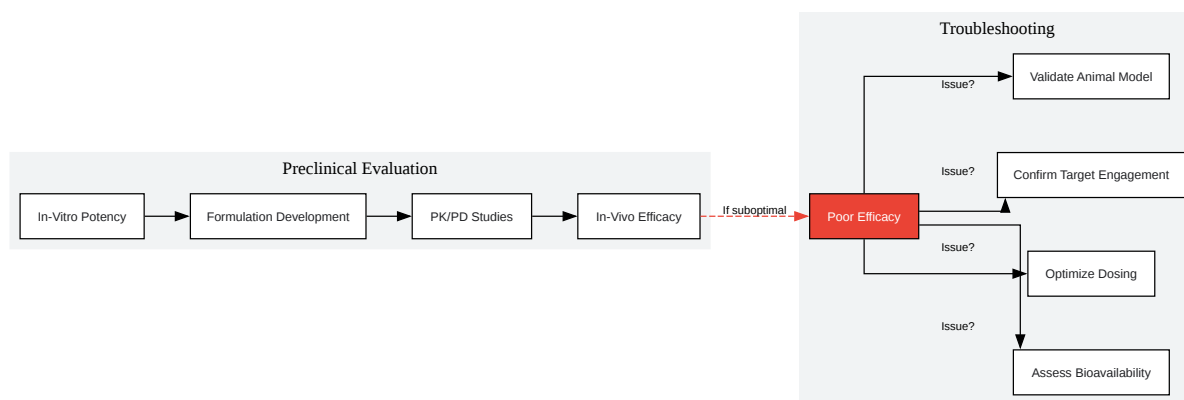 Troubleshooting
Validate Animal Model
Issue?
Preclinical Evaluation
Issue?
Confirm Target Engagement
In-Vitro Potency
Formulation Development
PK/PD Studies
In-Vivo Efficacy
If suboptimal
Poor Efficacy
Issue?
Optimize Dosing
Issue?
Assess Bioavailability